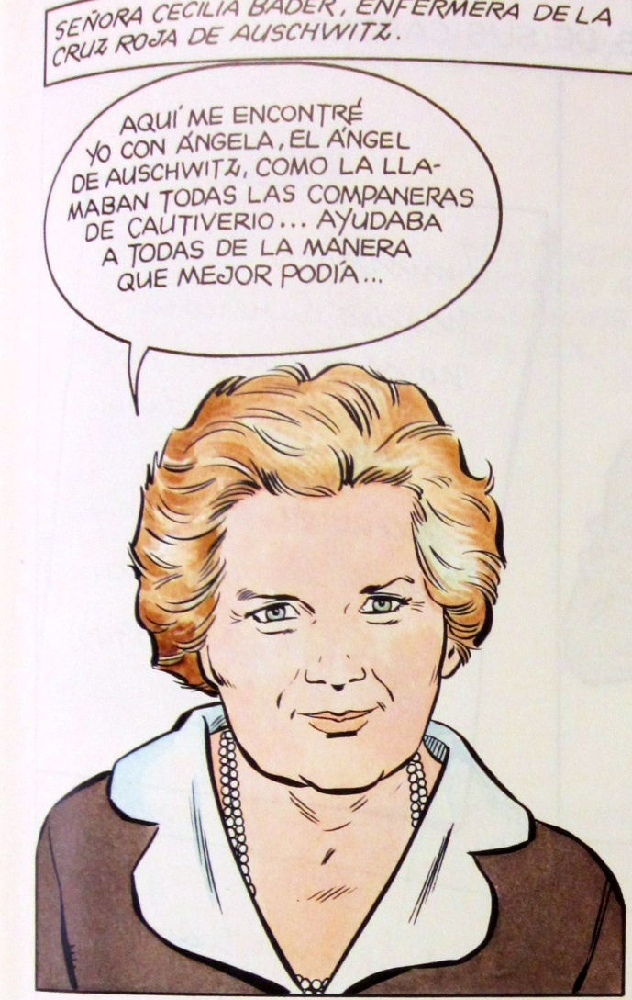 SEÑORA CECILIA BADER, ENFERMERA DE LA
CRUZ ROJA DE AUSCHWITZ.
AQUÍ ME ENCONTRÉ
YO CON ÁNGELA, EL ÁNGEL
DE AUSCHWITZ, COMO LA LLA-
MABAN TODAS LAS COMPANERAS
DE CAUTIVERIO... AYUDABA
A TODAS DE LA MANERA
QUE MEJOR PODÍA...